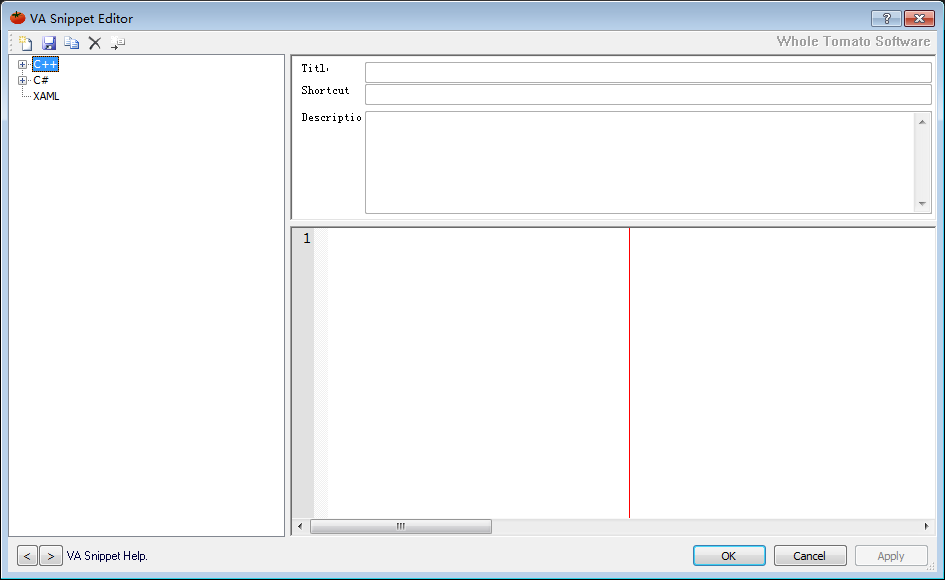 VA Snippet Editor
Whole Tomato Software
C++
C#
XAML
Titl
Shortcut
Descriptio
1
< > VA Snippet Help.
OK Cancel Apply